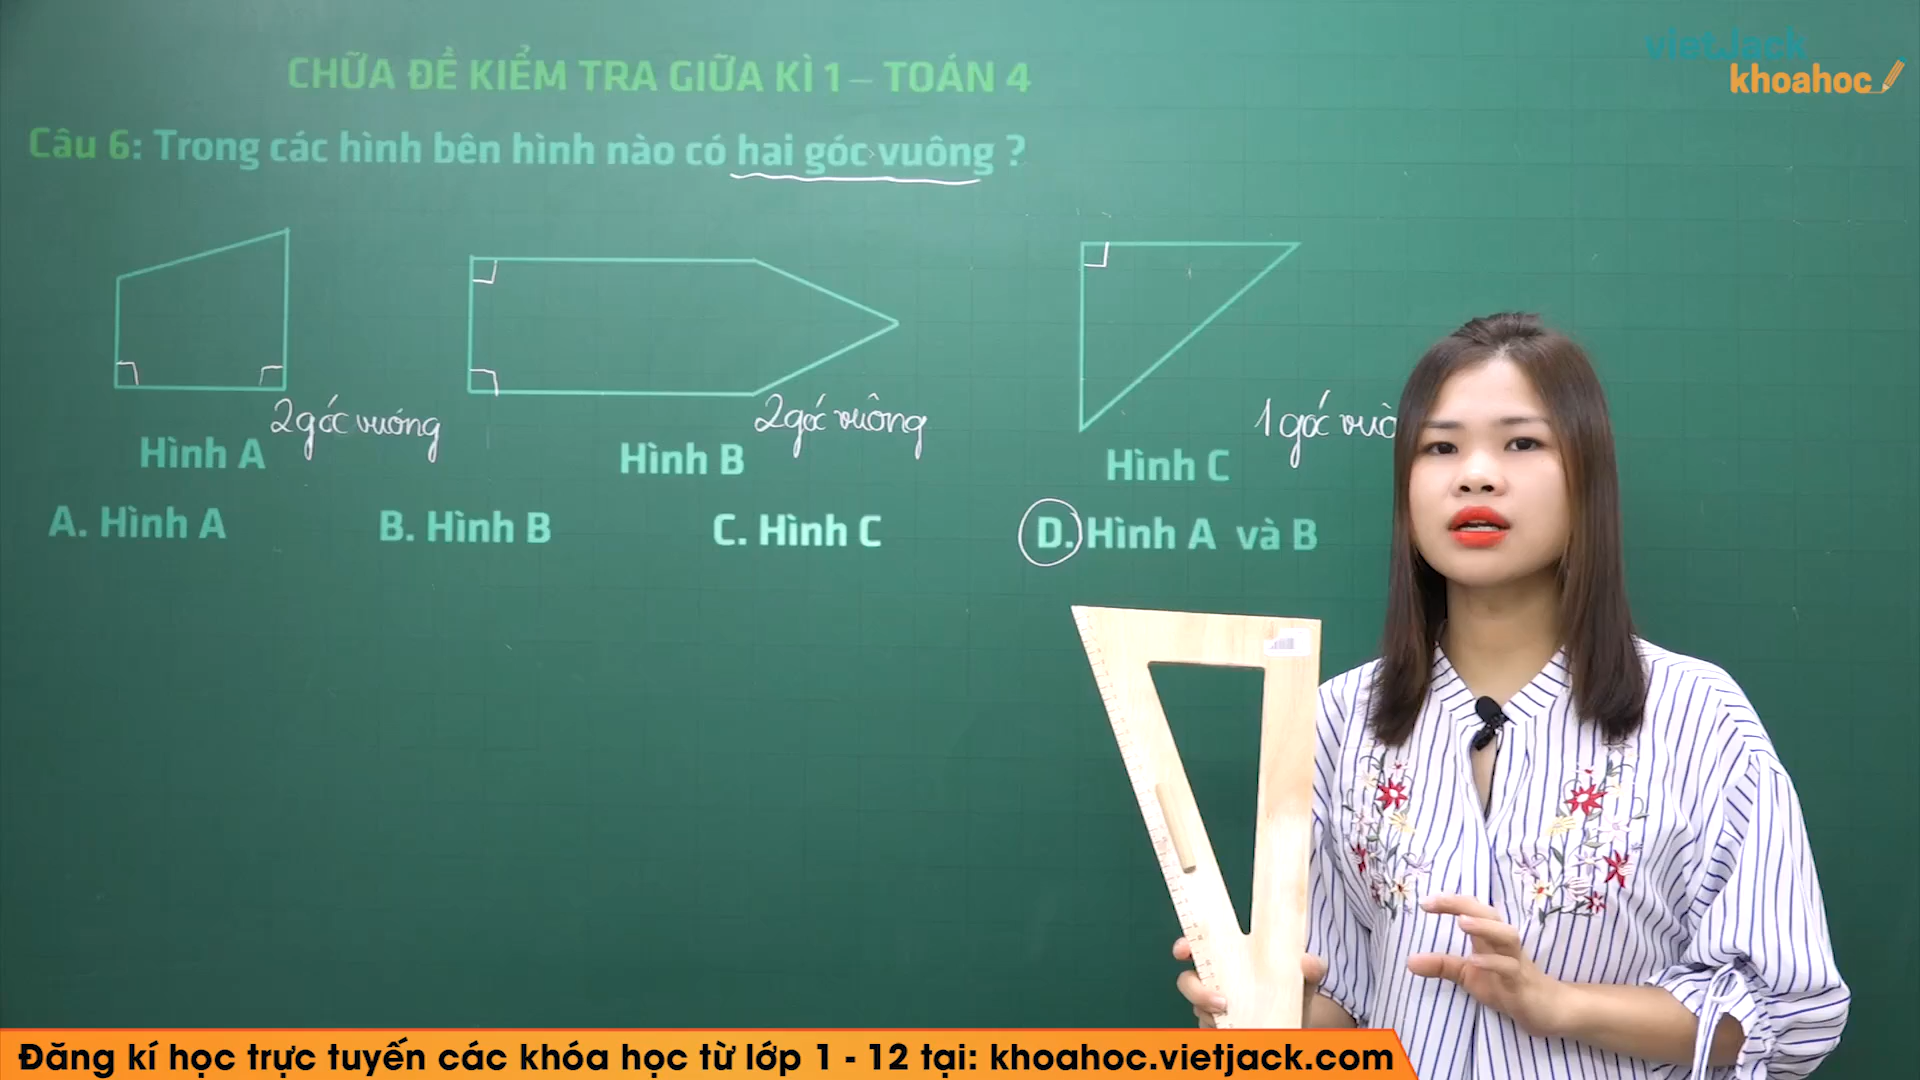 vietJack
khoahoc
CHỮA ĐỀ KIỂM TRA GIỮA KÌ 1 – TOÁN 4
Câu 6: Trong các hình bên hình nào có hai góc vuông ?
2 góc vuông
2 góc vuông
1 góc vuô
Hình A
Hình B
Hình C
A. Hình A
B. Hình B
C. Hình C
D. Hình A và B
Đăng kí học trực tuyến các khóa học từ lớp 1 - 12 tại: khoahoc.vietjack.com